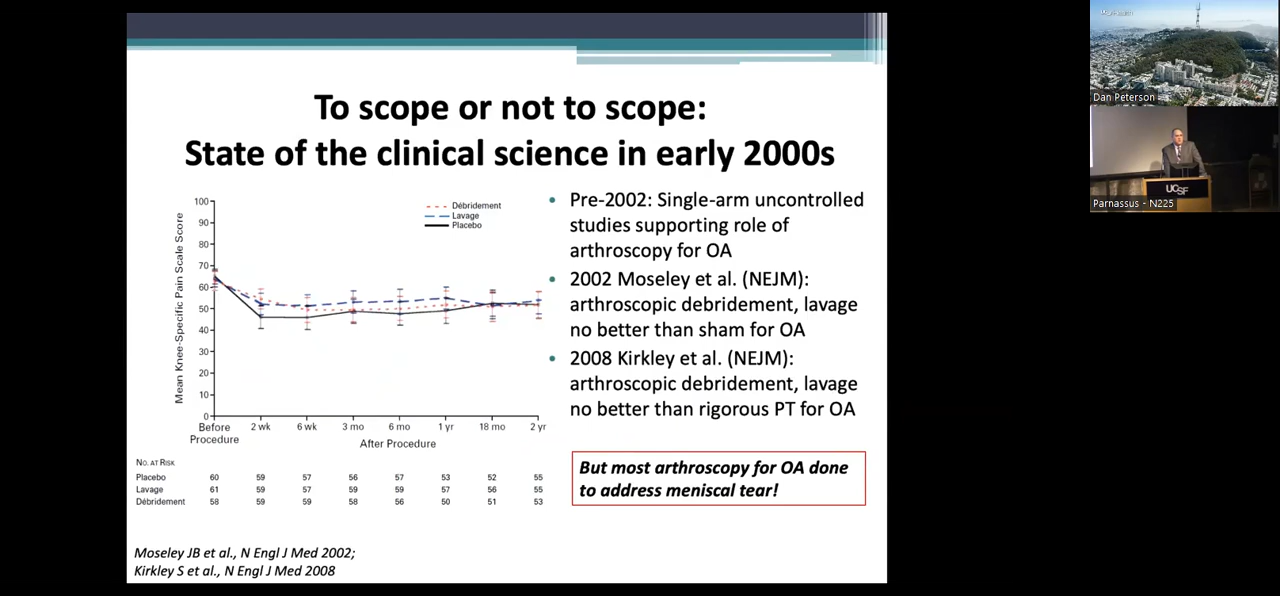 To scope or not to scope:
State of the clinical science in early 2000s
Mean Knee-Specific Pain Scale Score
100
90
80
70
60
50
40
30
20
10
0
Débridement
Lavage
Placebo
Before
Procedure
2 wk
6 wk
3 mo
6 mo
1 yr
18 mo
2 yr
After Procedure
No. at Risk
Placebo 60 59 57 56 57 53 52 55
Lavage 61 59 57 59 59 57 56 55
Débridement 58 59 59 58 56 50 51 53
• Pre-2002: Single-arm uncontrolled
studies supporting role of
arthroscopy for OA
• 2002 Moseley et al. (NEJM):
arthroscopic debridement, lavage
no better than sham for OA
• 2008 Kirkley et al. (NEJM):
arthroscopic debridement, lavage
no better than rigorous PT for OA
But most arthroscopy for OA done
to address meniscal tear!
Moseley JB et al., N Engl J Med 2002;
Kirkley S et al., N Engl J Med 2008
Dan Peterson
UCSF
Parnassus - N225